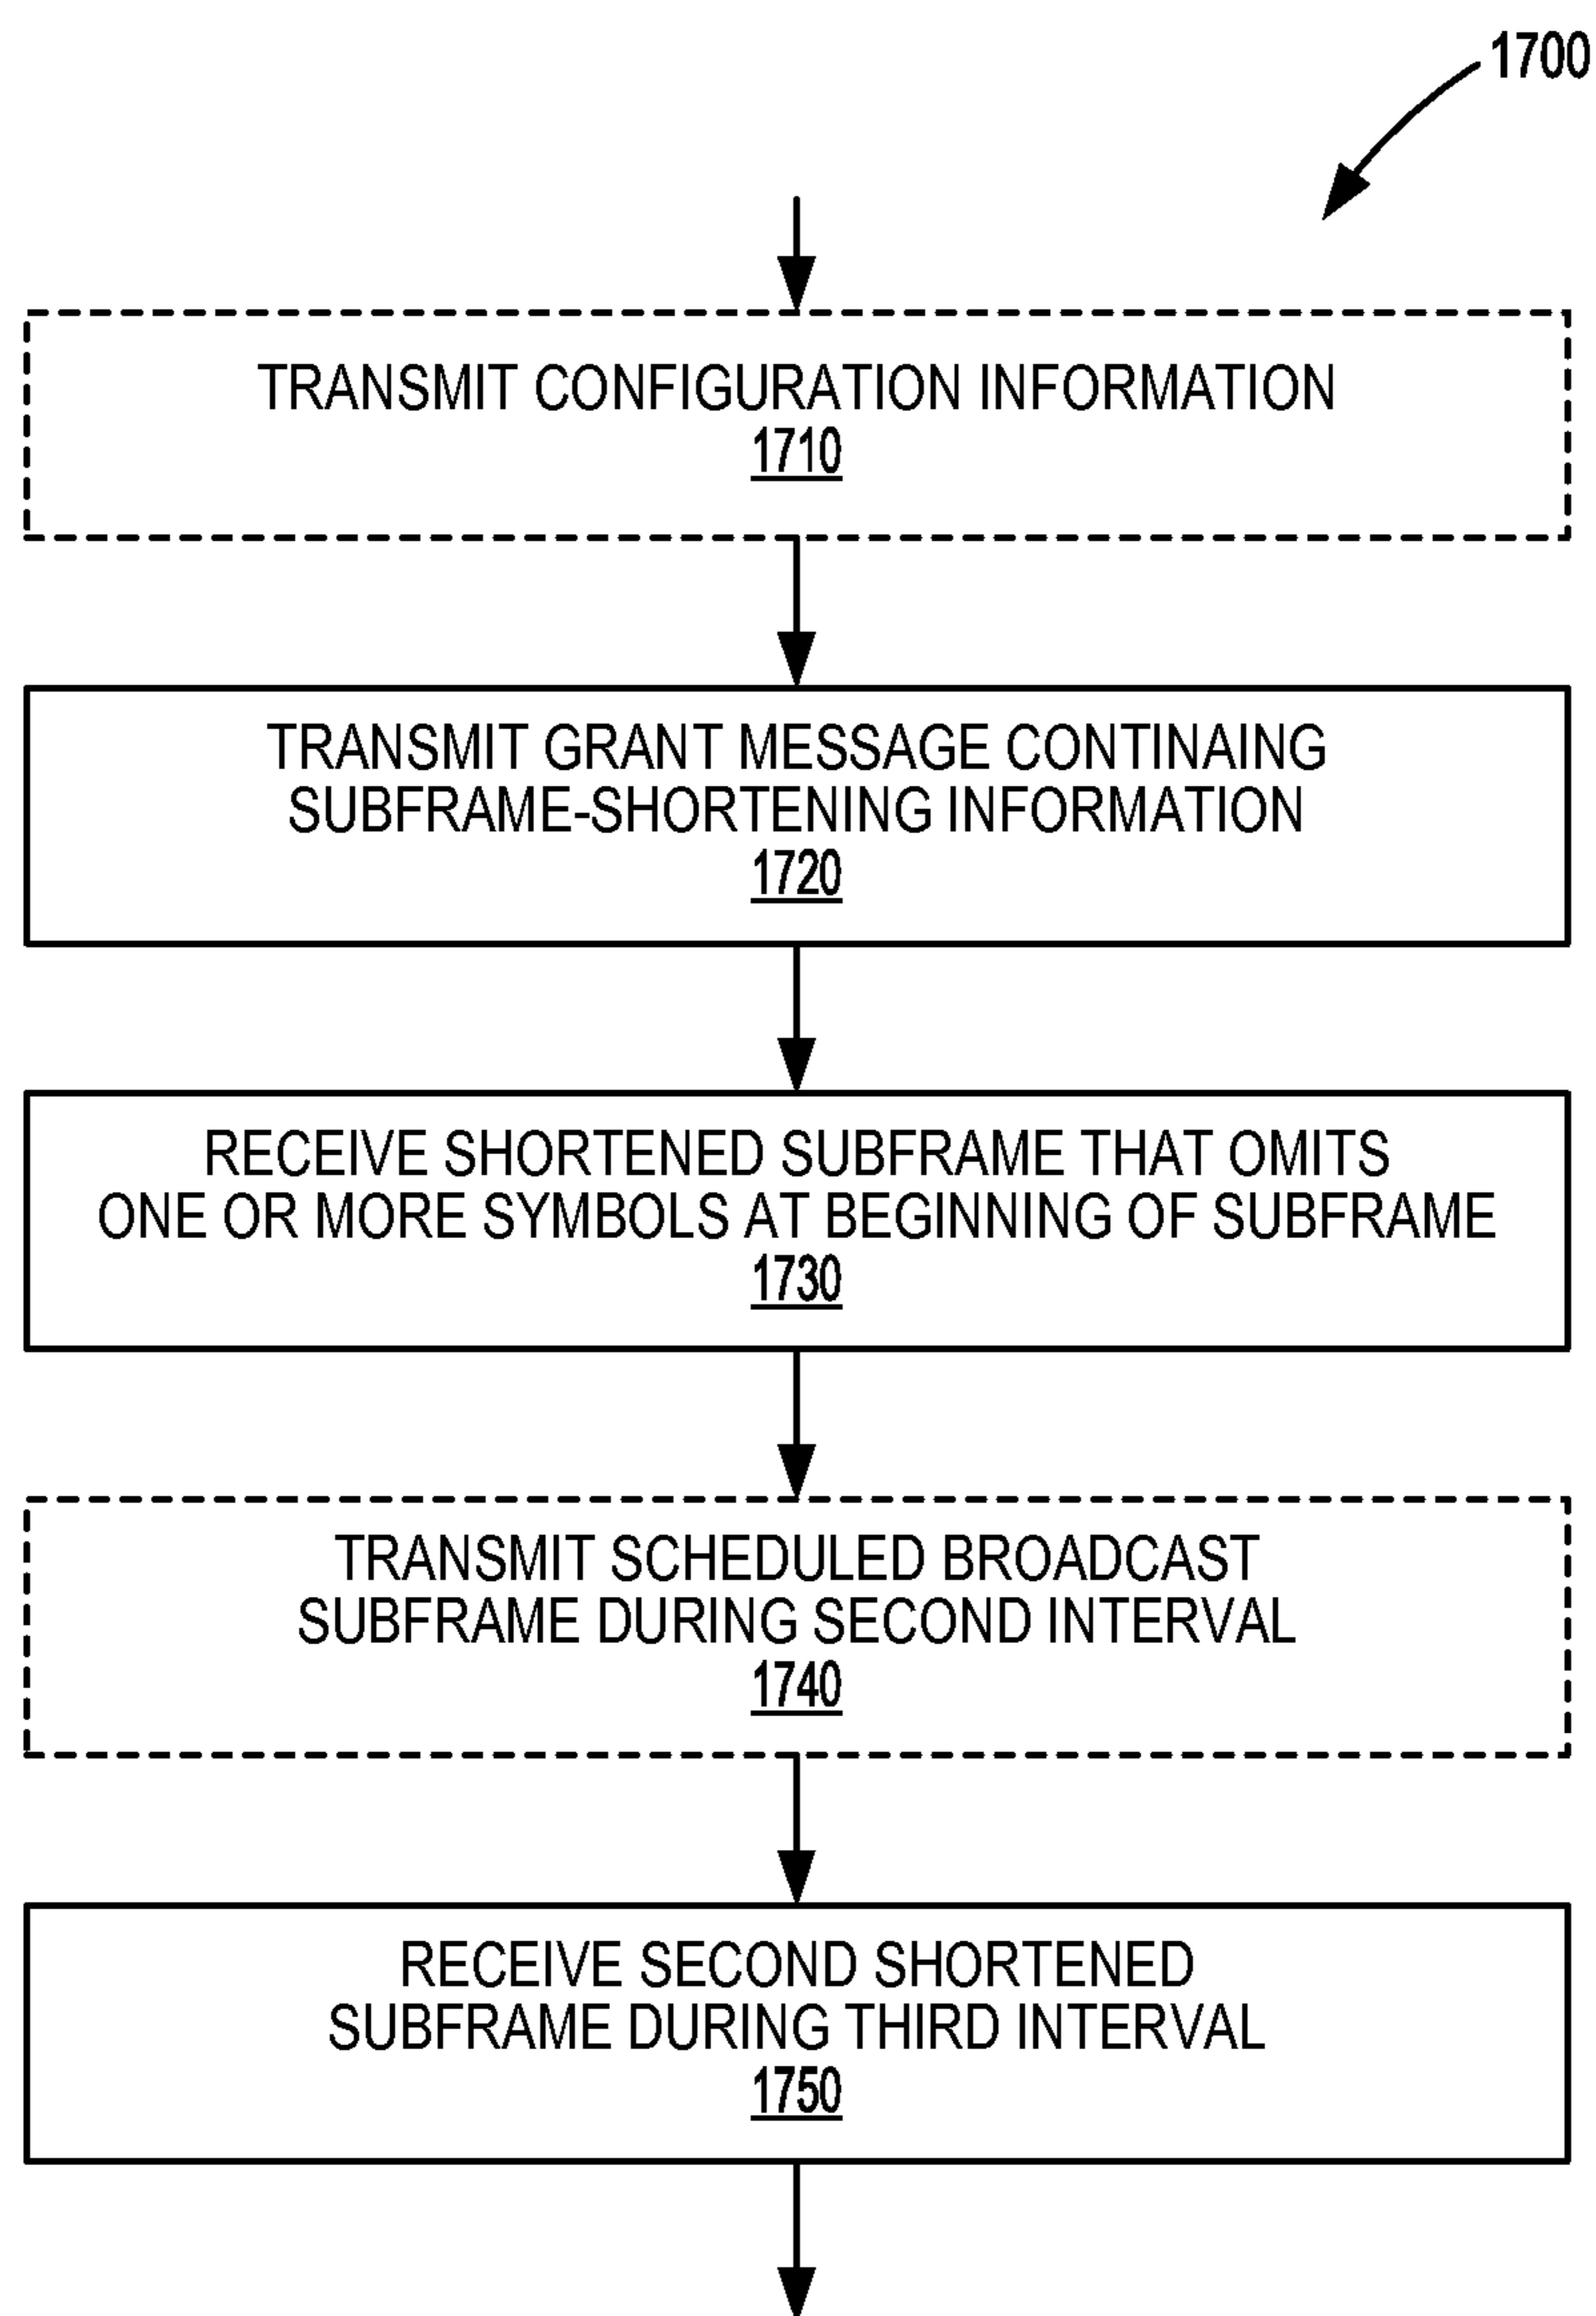 1700
TRANSMIT CONFIGURATION INFORMATION
1710
TRANSMIT GRANT MESSAGE CONTINAING
SUBFRAME-SHORTENING INFORMATION
1720
RECEIVE SHORTENED SUBFRAME THAT OMITS
ONE OR MORE SYMBOLS AT BEGINNING OF SUBFRAME
1730
TRANSMIT SCHEDULED BROADCAST
SUBFRAME DURING SECOND INTERVAL
1740
RECEIVE SECOND SHORTENED
SUBFRAME DURING THIRD INTERVAL
1750